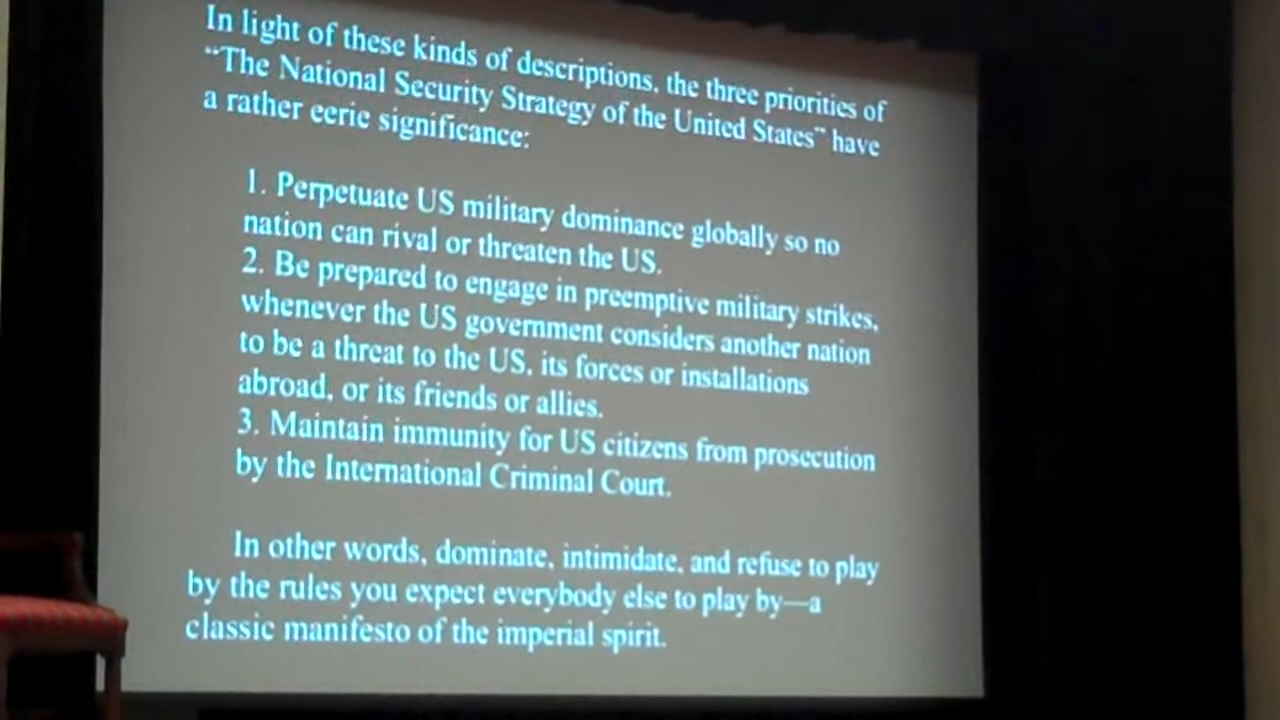 In light of these kinds of descriptions, the three priorities of
“The National Security Strategy of the United States” have
a rather eerie significance:
1. Perpetuate US military dominance globally so no
nation can rival or threaten the US.
2. Be prepared to engage in preemptive military strikes,
whenever the US government considers another nation
to be a threat to the US, its forces or installations
abroad, or its friends or allies.
3. Maintain immunity for US citizens from prosecution
by the International Criminal Court.
In other words, dominate, intimidate, and refuse to play
by the rules you expect everybody else to play by—a
classic manifesto of the imperial spirit.